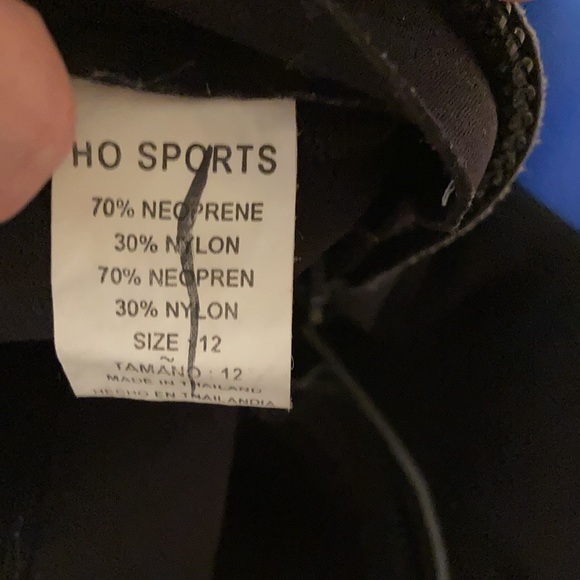 HO SPORTS
70% NEOPRENE
30% NYLON
70% NEOPREN
30% NYLON
SIZE : 12
TAMAÑO : 12
MADE IN THAILAND
HECHO EN THAILANDIA